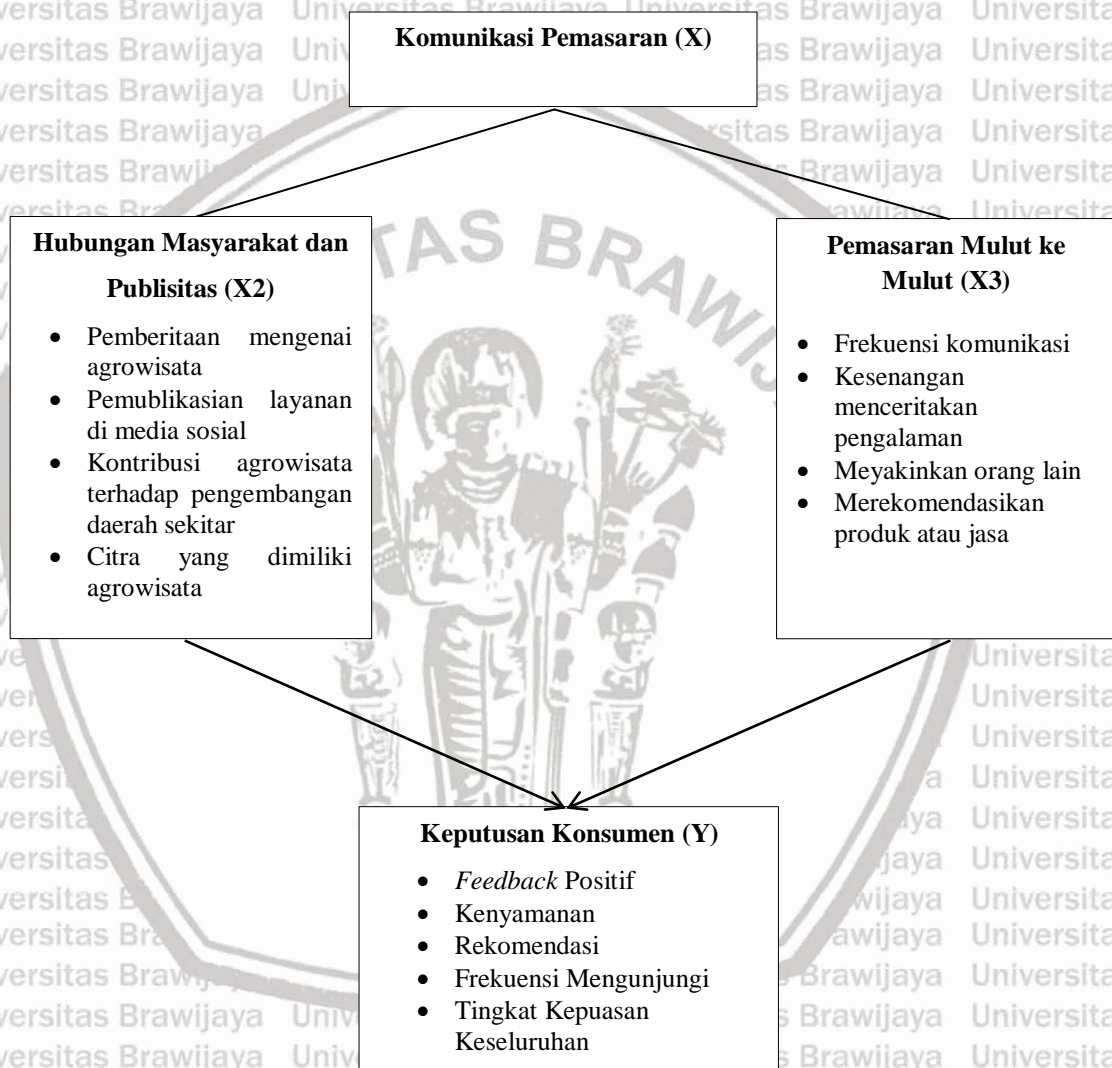 Komunikasi Pemasaran (X)
Hubungan Masyarakat dan
Publisitas (X2)
• Pemberitaan mengenai
agrowisata
• Pemublikasian layanan
di media sosial
• Kontribusi agrowisata
terhadap pengembangan
daerah sekitar
• Citra yang dimiliki
agrowisata
Pemasaran Mulut ke
Mulut (X3)
• Frekuensi komunikasi
• Kesenangan
menceritakan
pengalaman
• Meyakinkan orang lain
• Merekomendasikan
produk atau jasa
Keputusan Konsumen (Y)
• Feedback Positif
• Kenyamanan
• Rekomendasi
• Frekuensi Mengunjungi
• Tingkat Kepuasan
Keseluruhan